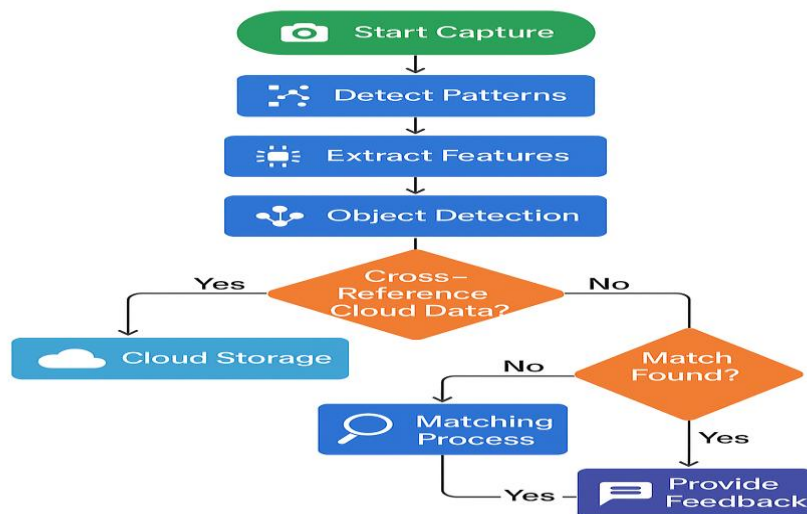 Start Capture
Detect Patterns
Extract Features
Object Detection
Cross–
Reference
Cloud Data?
Yes
No
Cloud Storage
Match
Found?
No
Matching
Process
Yes
Yes
Provide
Feedback